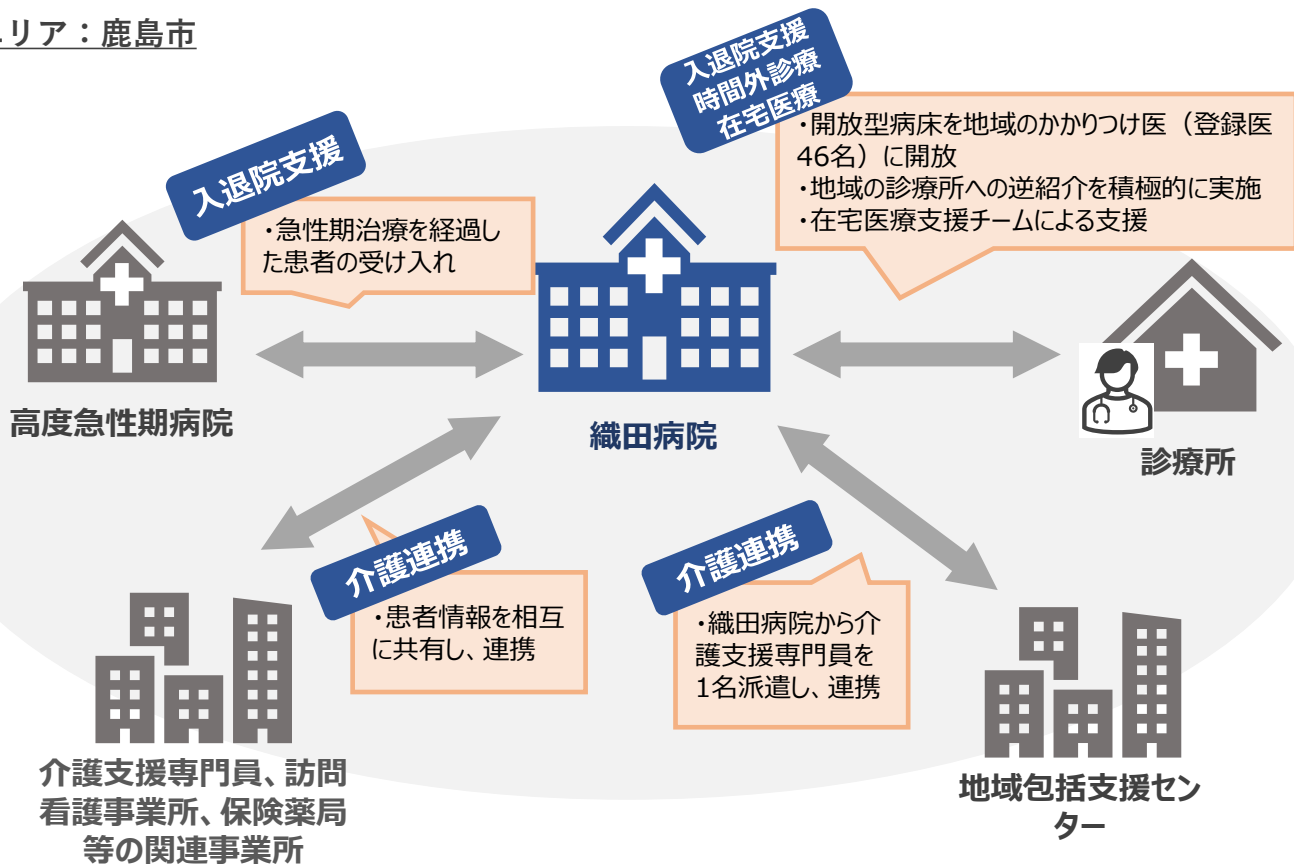 リア：鹿島市
入退院支援
時間外診療
在宅医療
・開放型病床を地域のかかりつけ医（登録医
46名）に開放
・地域の診療所への逆紹介を積極的に実施
・在宅医療支援チームによる支援
入退院支援
・急性期治療を経過し
た患者の受け入れ
高度急性期病院
織田病院
診療所
介護連携
・患者情報を相互
に共有し、連携
介護連携
・織田病院から介
護支援専門員を
1名派遣し、連携
介護支援専門員、訪問
看護事業所、保険薬局
等の関連事業所
地域包括支援セン
ター